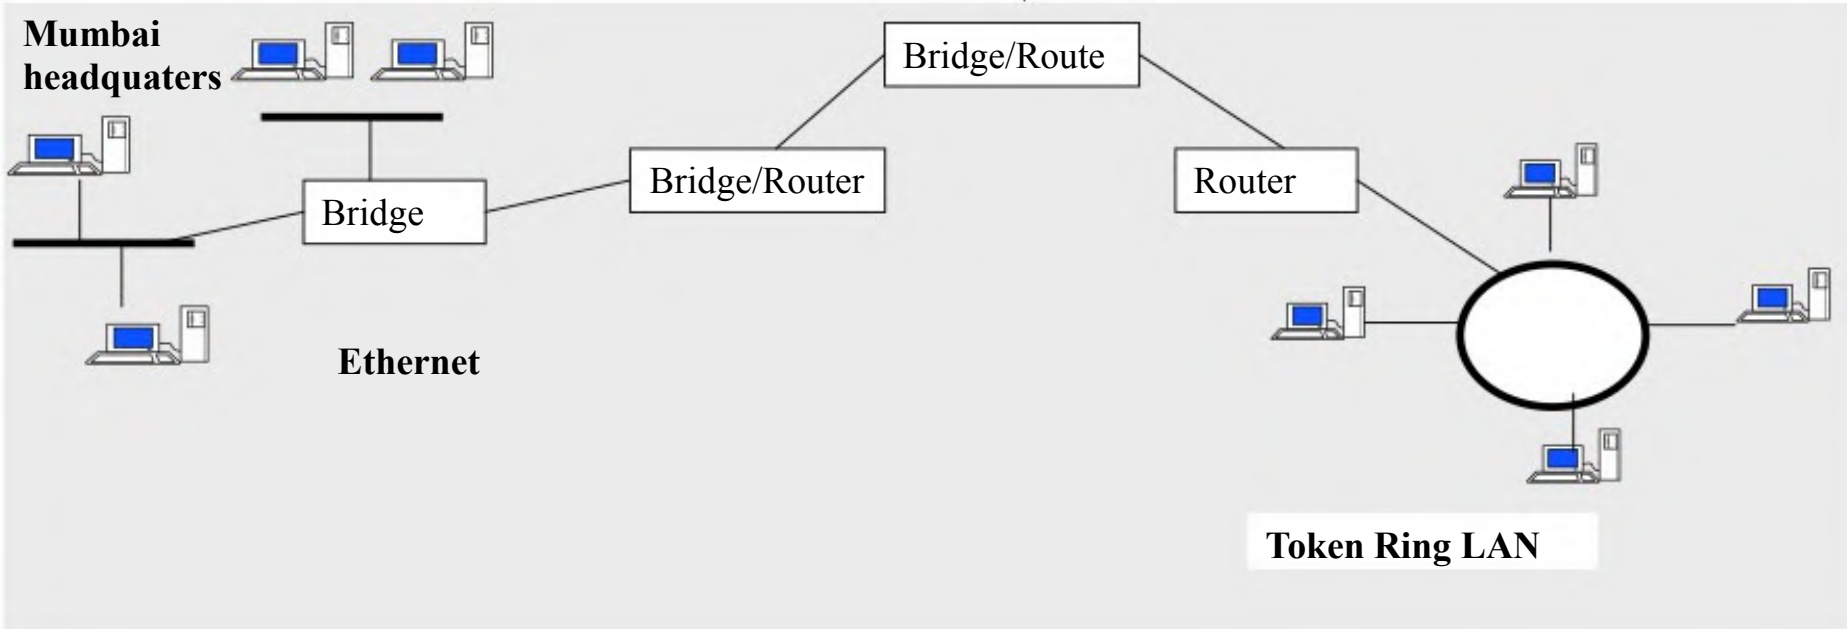 Mumbai
headquaters
Bridge/Route
Bridge/Router
Router
Bridge
Ethernet
Token Ring LAN